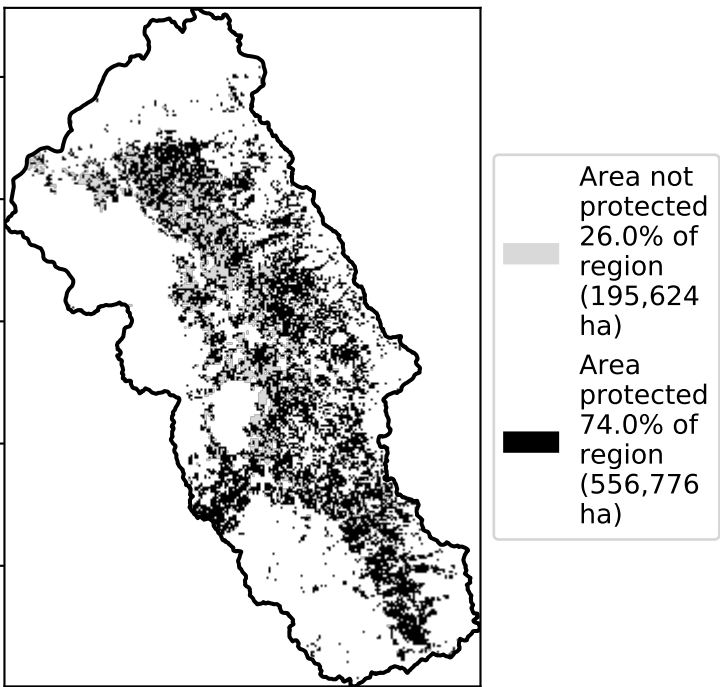 Area not
protected
26.0% of
region
(195,624
ha)
Area
protected
74.0% of
region
(556,776
ha)